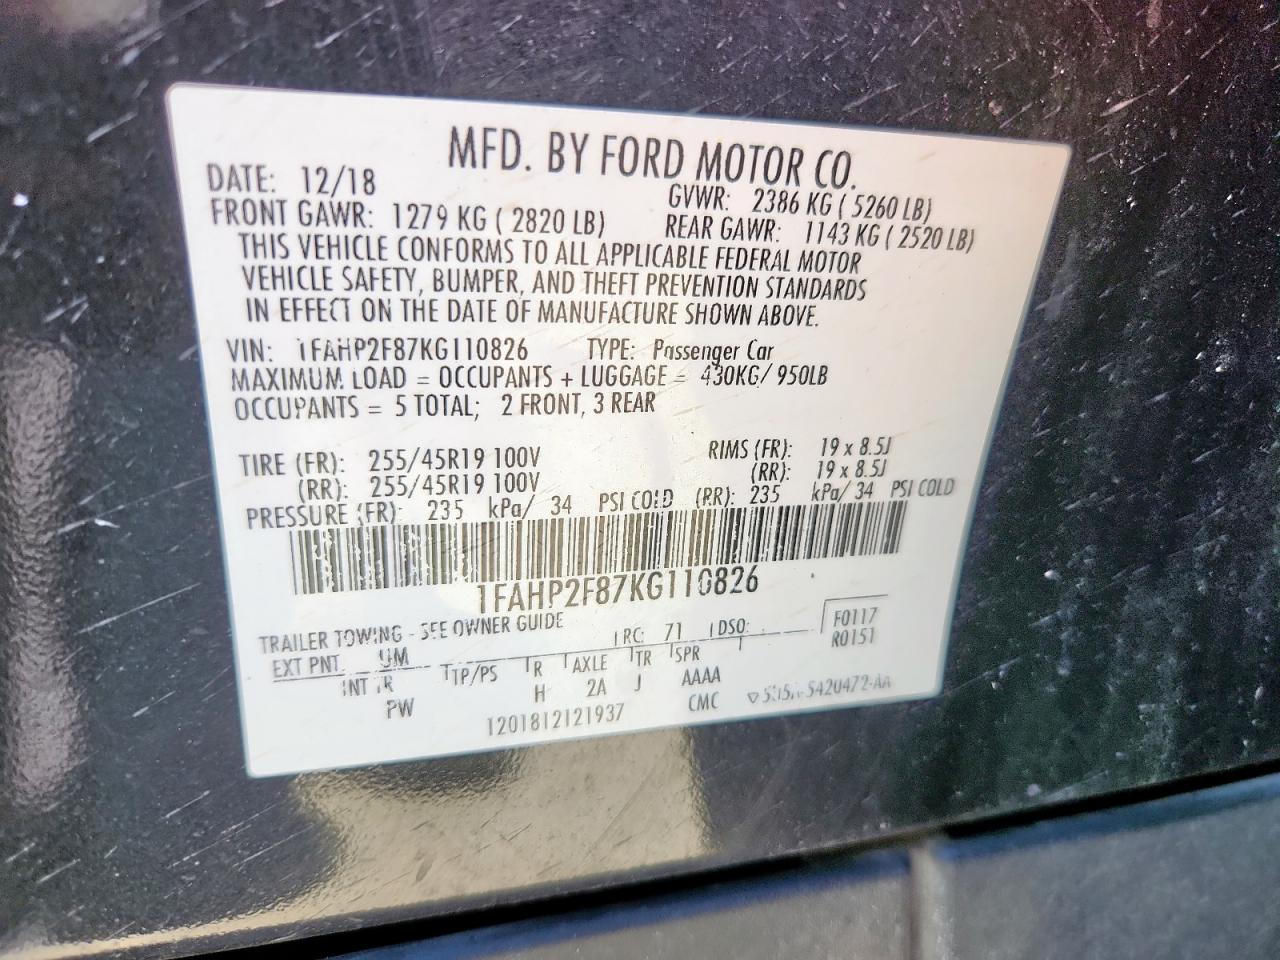 MFD. BY FORD MOTOR CO.
DATE: 12/18 GVWR: 2386 KG ( 5260 LB)
FRONT GAWR: 1279 KG ( 2820 LB) REAR GAWR: 1143 KG ( 2520 LB)
THIS VEHICLE CONFORMS TO ALL APPLICABLE FEDERAL MOTOR
VEHICLE SAFETY, BUMPER, AND THEFT PREVENTION STANDARDS
IN EFFECT ON THE DATE OF MANUFACTURE SHOWN ABOVE.
VIN: 1FAHP2F87KG110826 TYPE: Passenger Car
MAXIMUM LOAD = OCCUPANTS + LUGGAGE = 430KG/ 950LB
OCCUPANTS = 5 TOTAL; 2 FRONT, 3 REAR
TIRE (FR): 255/45R19 100V RIMS (FR): 19 x 8.5J
(RR): 255/45R19 100V (RR): 19 x 8.5J
PRESSURE (FR): 235 kPa/ 34 PSI COLD (RR): 235 kPa/ 34 PSI COLD
1FAHP2F87KG110826
TRAILER TOWING - SEE OWNER GUIDE
F0117
EXT PNT: UM RC: 71 DSO: R0151
INT TR TP/PS R AXLE TR SPR
PW H 2A J AAAA
1201812121937 CMC